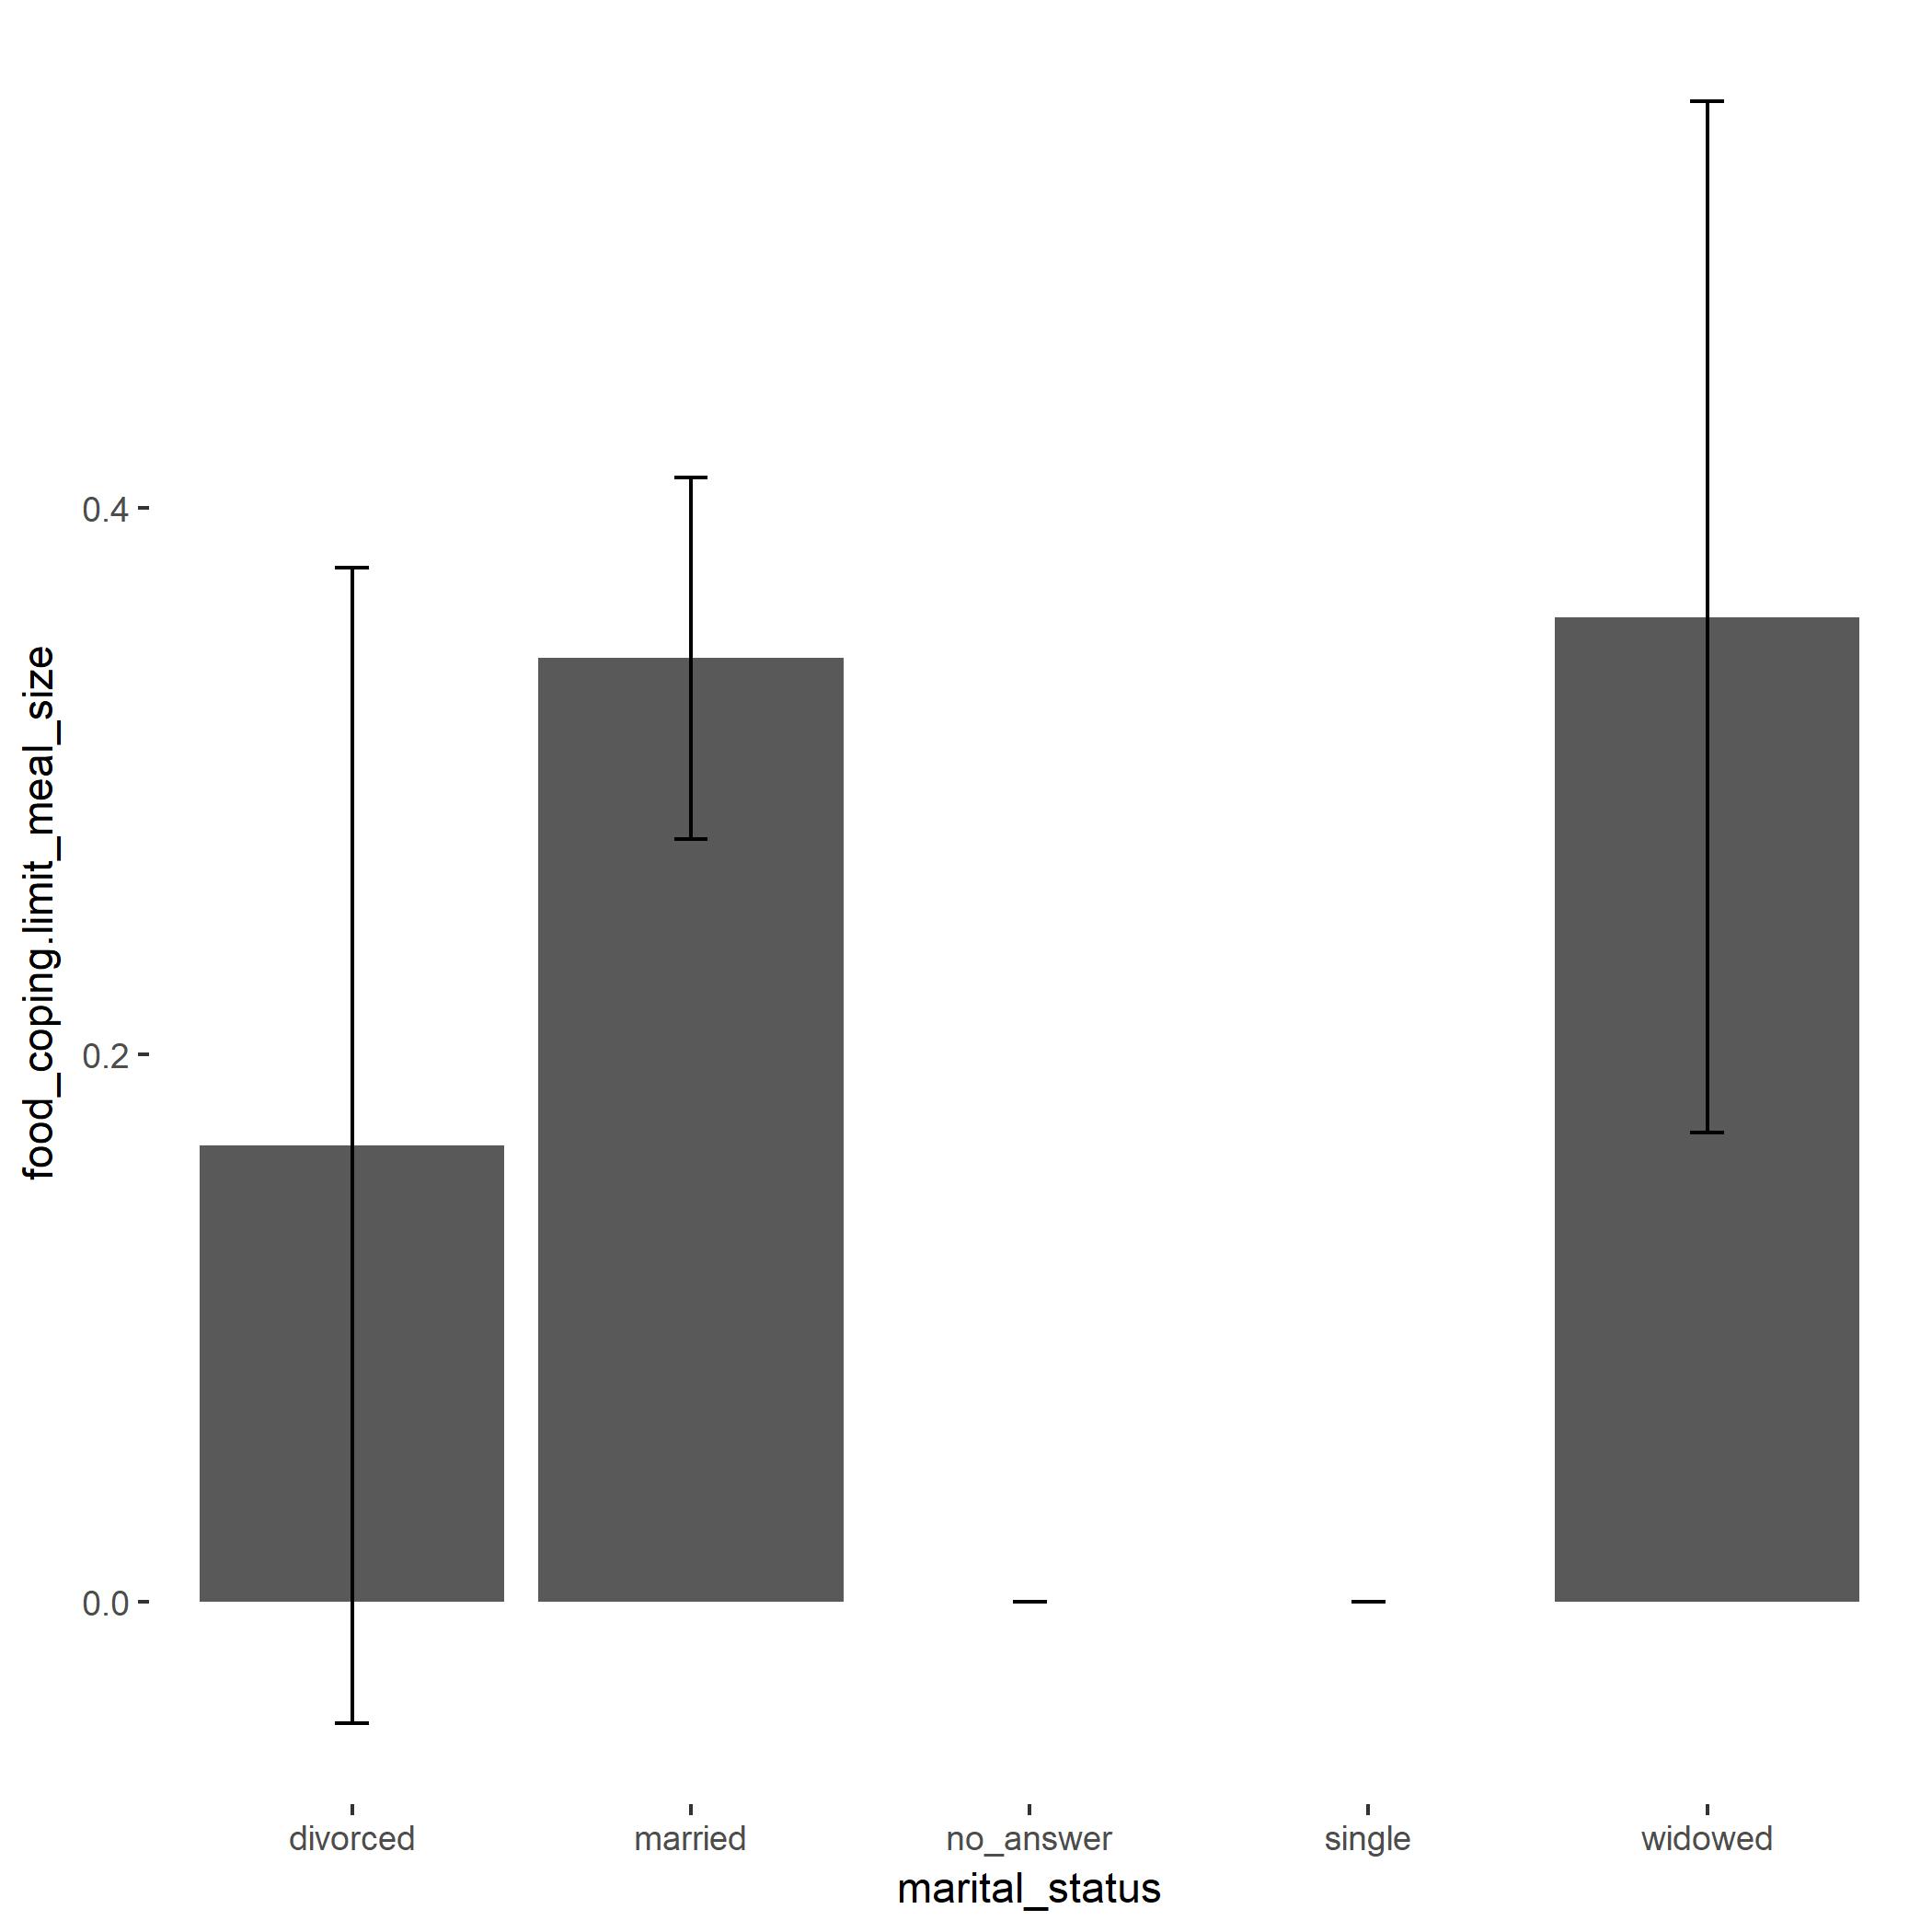 food_coping.limit_meal_size
0.4
0.2
0.0
divorced married no_answer single widowed
marital_status